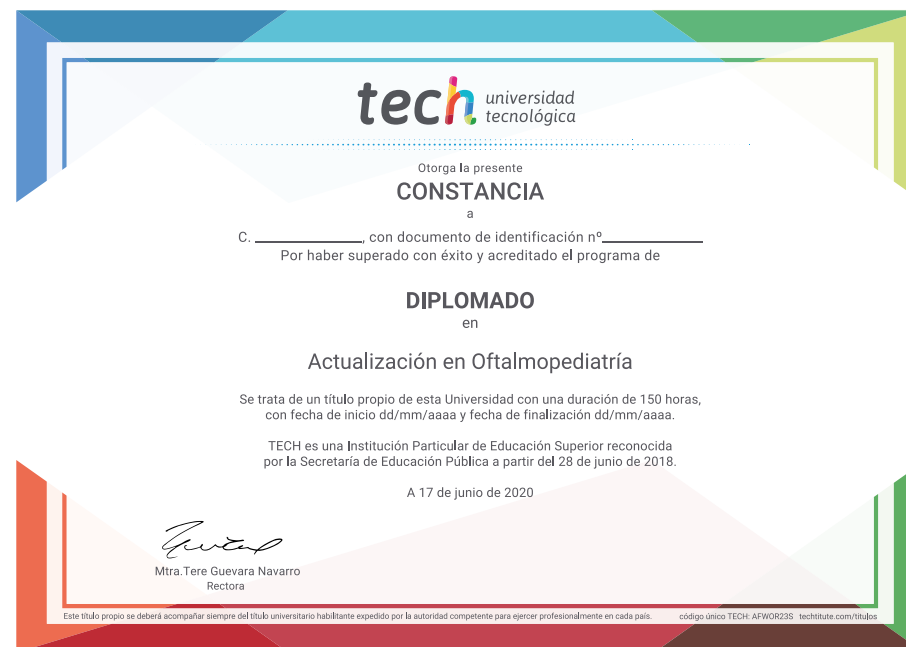 tech universidad
tecnológica
Otorga la presente
CONSTANCIA
a
C. ______________, con documento de identificación nº_____________
Por haber superado con éxito y acreditado el programa de
DIPLOMADO
en
Actualización en Oftalmopediatría
Se trata de un título propio de esta Universidad con una duración de 150 horas,
con fecha de inicio dd/mm/aaaa y fecha de finalización dd/mm/aaaa.
TECH es una Institución Particular de Educación Superior reconocida
por la Secretaría de Educación Pública a partir del 28 de junio de 2018.
A 17 de junio de 2020
Mtra.Tere Guevara Navarro
Rectora
Este título propio se deberá acompañar siempre del título universitario habilitante expedido por la autoridad competente para ejercer profesionalmente en cada país. código único TECH: AFWOR23S techtitute.com/titulos